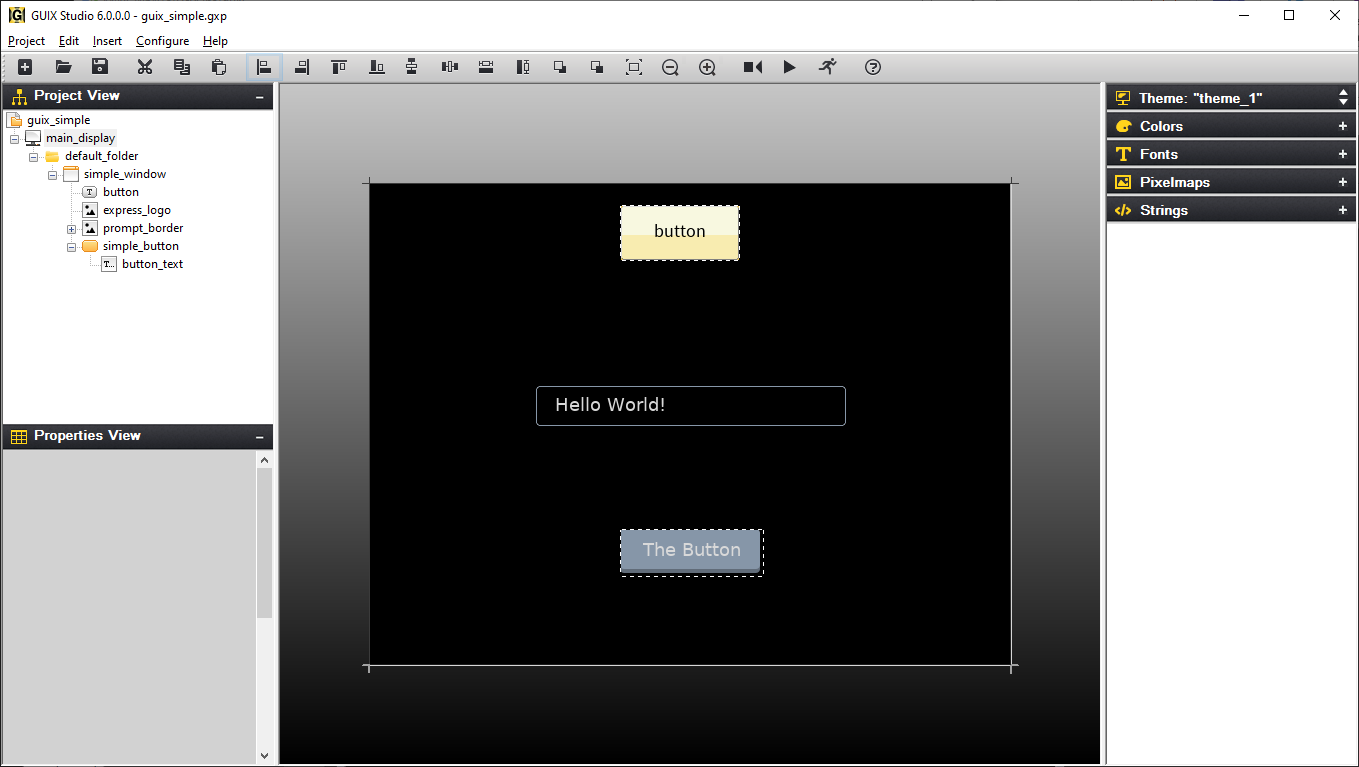 GUIX Studio 6.0.0.0 - guix_simple.gxp
Project Edit Insert Configure Help
Project View
guix_simple
main_display
default_folder
simple_window
button
express_logo
prompt_border
simple_button
button_text
Properties View
button
Hello World!
The Button
Theme: "theme_1"
Colors
Fonts
Pixelmaps
Strings